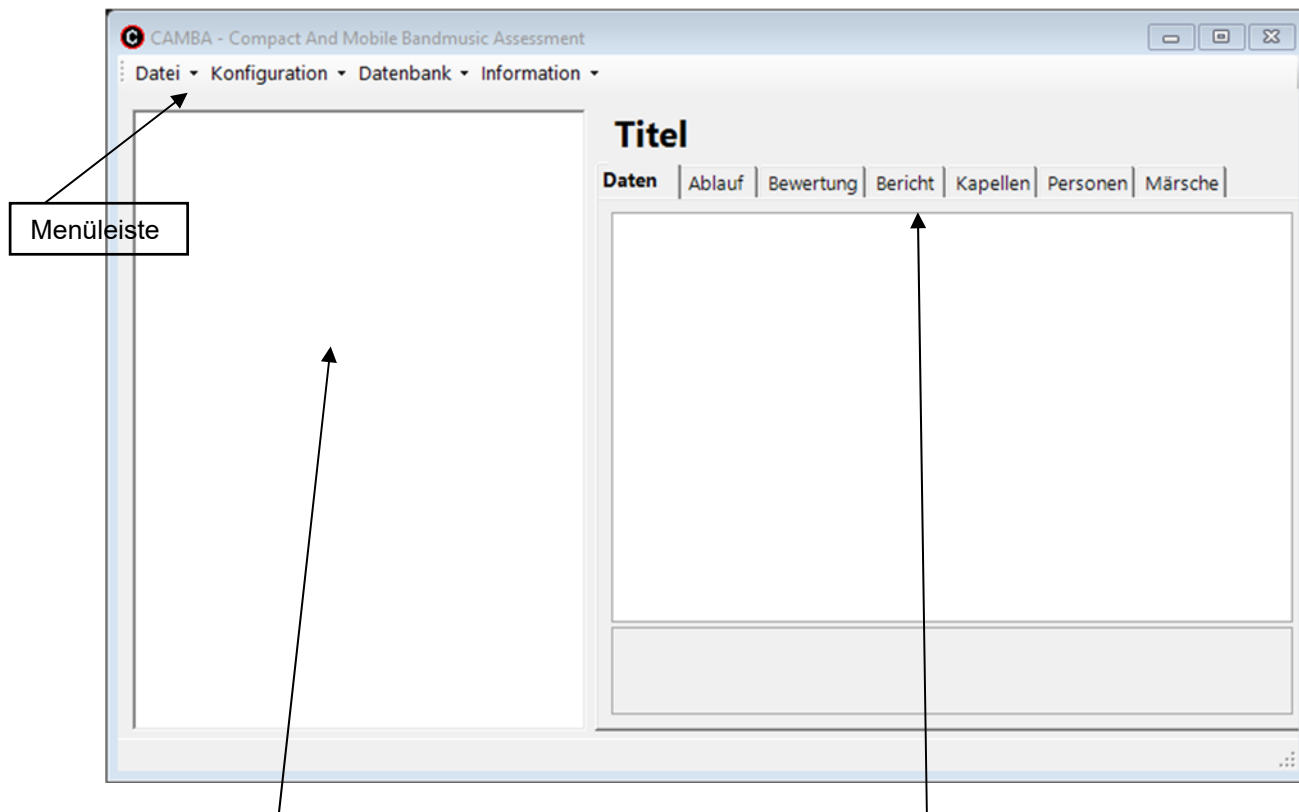 CAMBA - Compact And Mobile Bandmusic Assessment
Datei Konfiguration Datenbank Information
Titel
Daten Ablauf Bewertung Bericht Kapellen Personen Märsche
Menüleiste